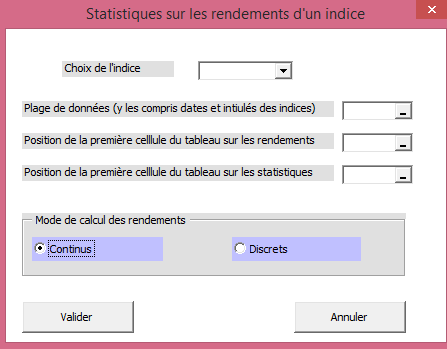 Statistiques sur les rendements d'un indice
Choix de l'indice
Plage de données (y les compris dates et intiulés des indices)
Position de la première celllule du tableau sur les rendements
Position de la première celllule du tableau sur les statistiques
Mode de calcul des rendements
Continus
Discrets
Valider
Annuler